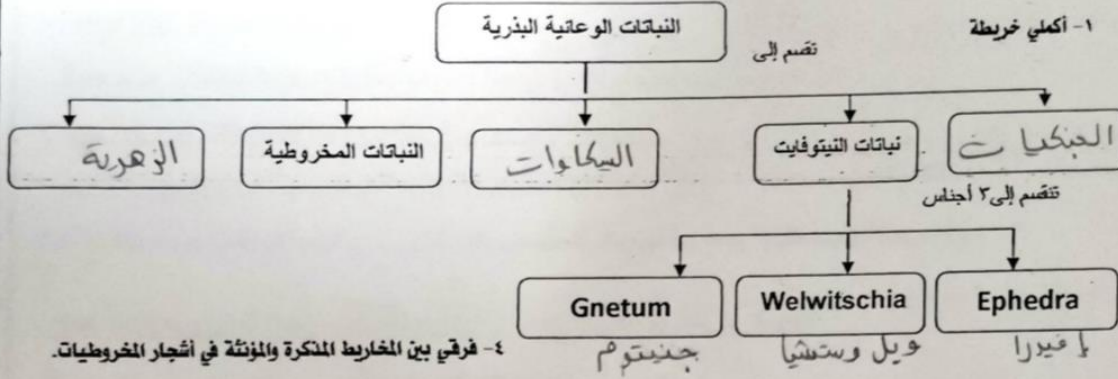 ١- أكملي خريطة
النباتات الوعائية البذرية
تقسم إلى
الجنكيات
نباتات النيتوفايت
السيكادات
النباتات المخروطية
الزهرية
تنقسم إلى ٣ أجناس
Ephedra
Welwitschia
Gnetum
إفيدرا
ويل وستشيا
جنيتوم
٤- فرقي بين المخاريط المذكرة والمؤنثة في أشجار المخروطيات.